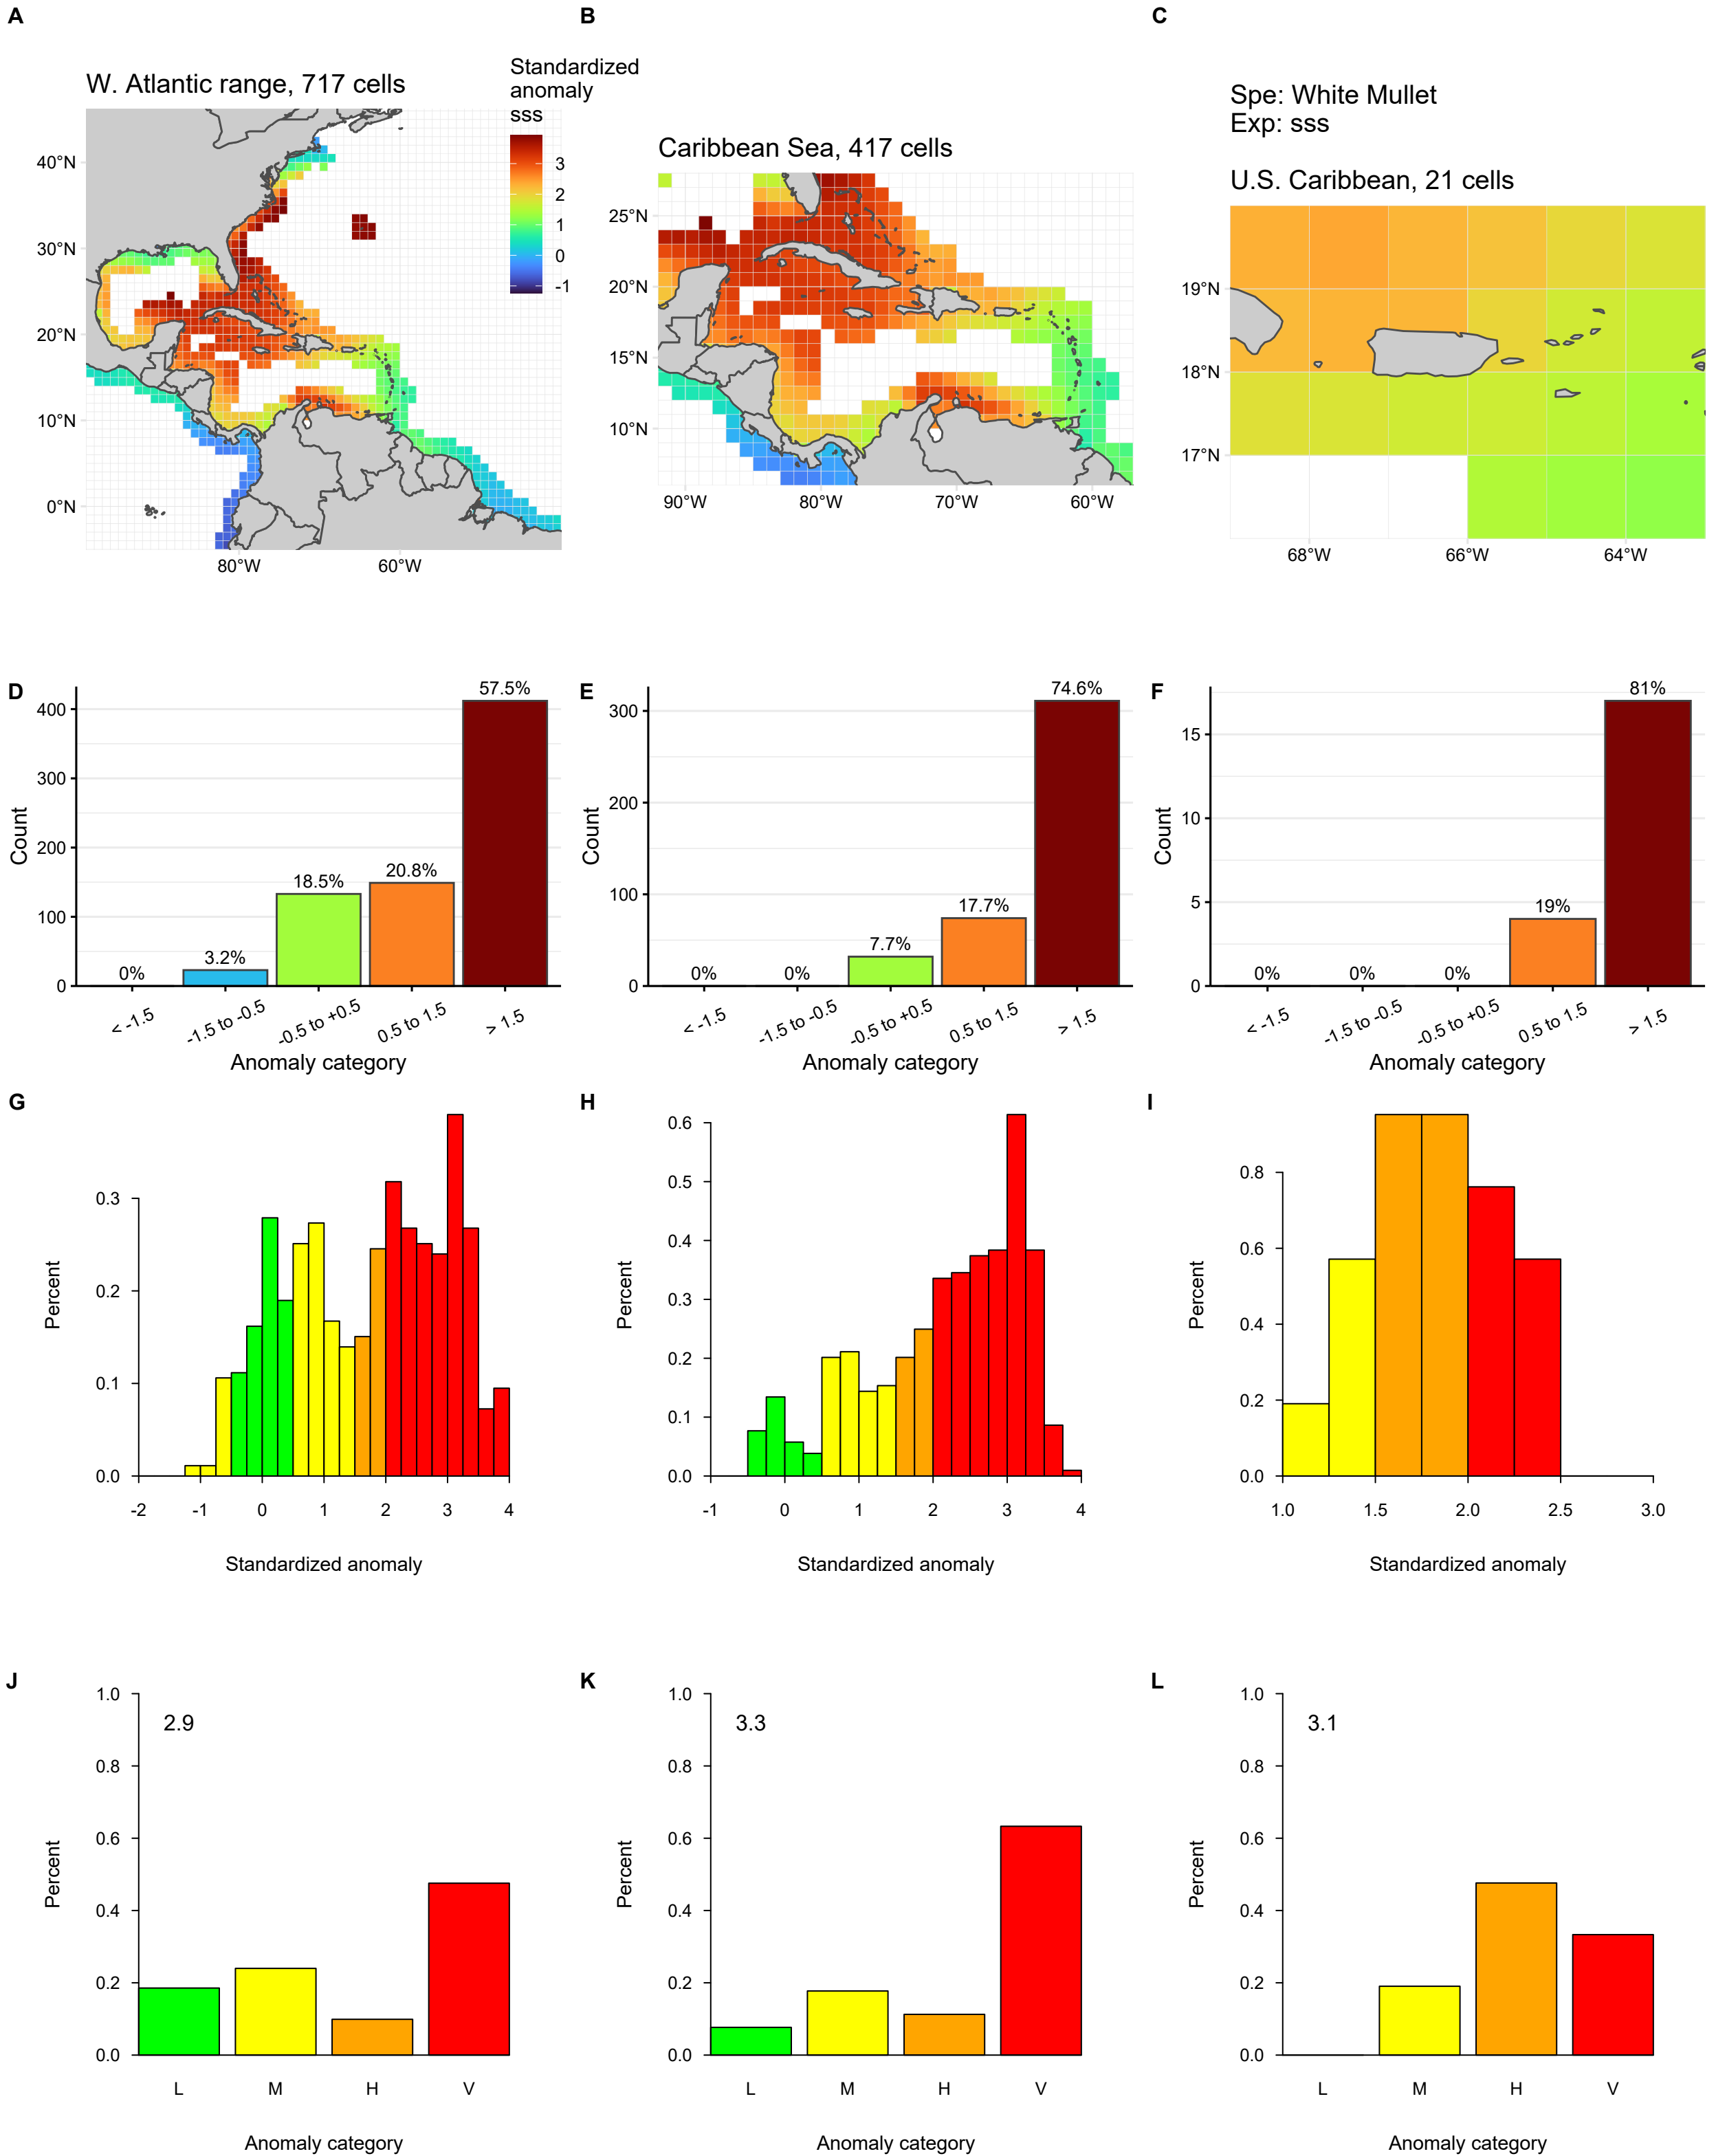 A
B
C
W. Atlantic range, 717 cells
Standardized
anomaly
sss
3
2
1
0
-1
40°N
30°N
20°N
10°N
0°N
80°W
60°W
Caribbean Sea, 417 cells
25°N
20°N
15°N
10°N
90°W
80°W
70°W
60°W
Spe: White Mullet
Exp: sss
U.S. Caribbean, 21 cells
19°N
18°N
17°N
68°W
66°W
64°W
D
Count
400
300
200
100
0
0%
3.2%
18.5%
20.8%
57.5%
< -1.5
-1.5 to -0.5
-0.5 to +0.5
0.5 to 1.5
> 1.5
Anomaly category
E
Count
300
200
100
0
0%
0%
7.7%
17.7%
74.6%
< -1.5
-1.5 to -0.5
-0.5 to +0.5
0.5 to 1.5
> 1.5
Anomaly category
F
Count
15
10
5
0
0%
0%
0%
19%
81%
< -1.5
-1.5 to -0.5
-0.5 to +0.5
0.5 to 1.5
> 1.5
Anomaly category
G
Percent
0.3
0.2
0.1
0.0
-2
-1
0
1
2
3
4
Standardized anomaly
H
Percent
0.6
0.5
0.4
0.3
0.2
0.1
0.0
-1
0
1
2
3
4
Standardized anomaly
I
Percent
0.8
0.6
0.4
0.2
0.0
1.0
1.5
2.0
2.5
3.0
Standardized anomaly
J
Percent
1.0
0.8
0.6
0.4
0.2
0.0
2.9
L
M
H
V
Anomaly category
K
Percent
1.0
0.8
0.6
0.4
0.2
0.0
3.3
L
M
H
V
Anomaly category
L
Percent
1.0
0.8
0.6
0.4
0.2
0.0
3.1
L
M
H
V
Anomaly category